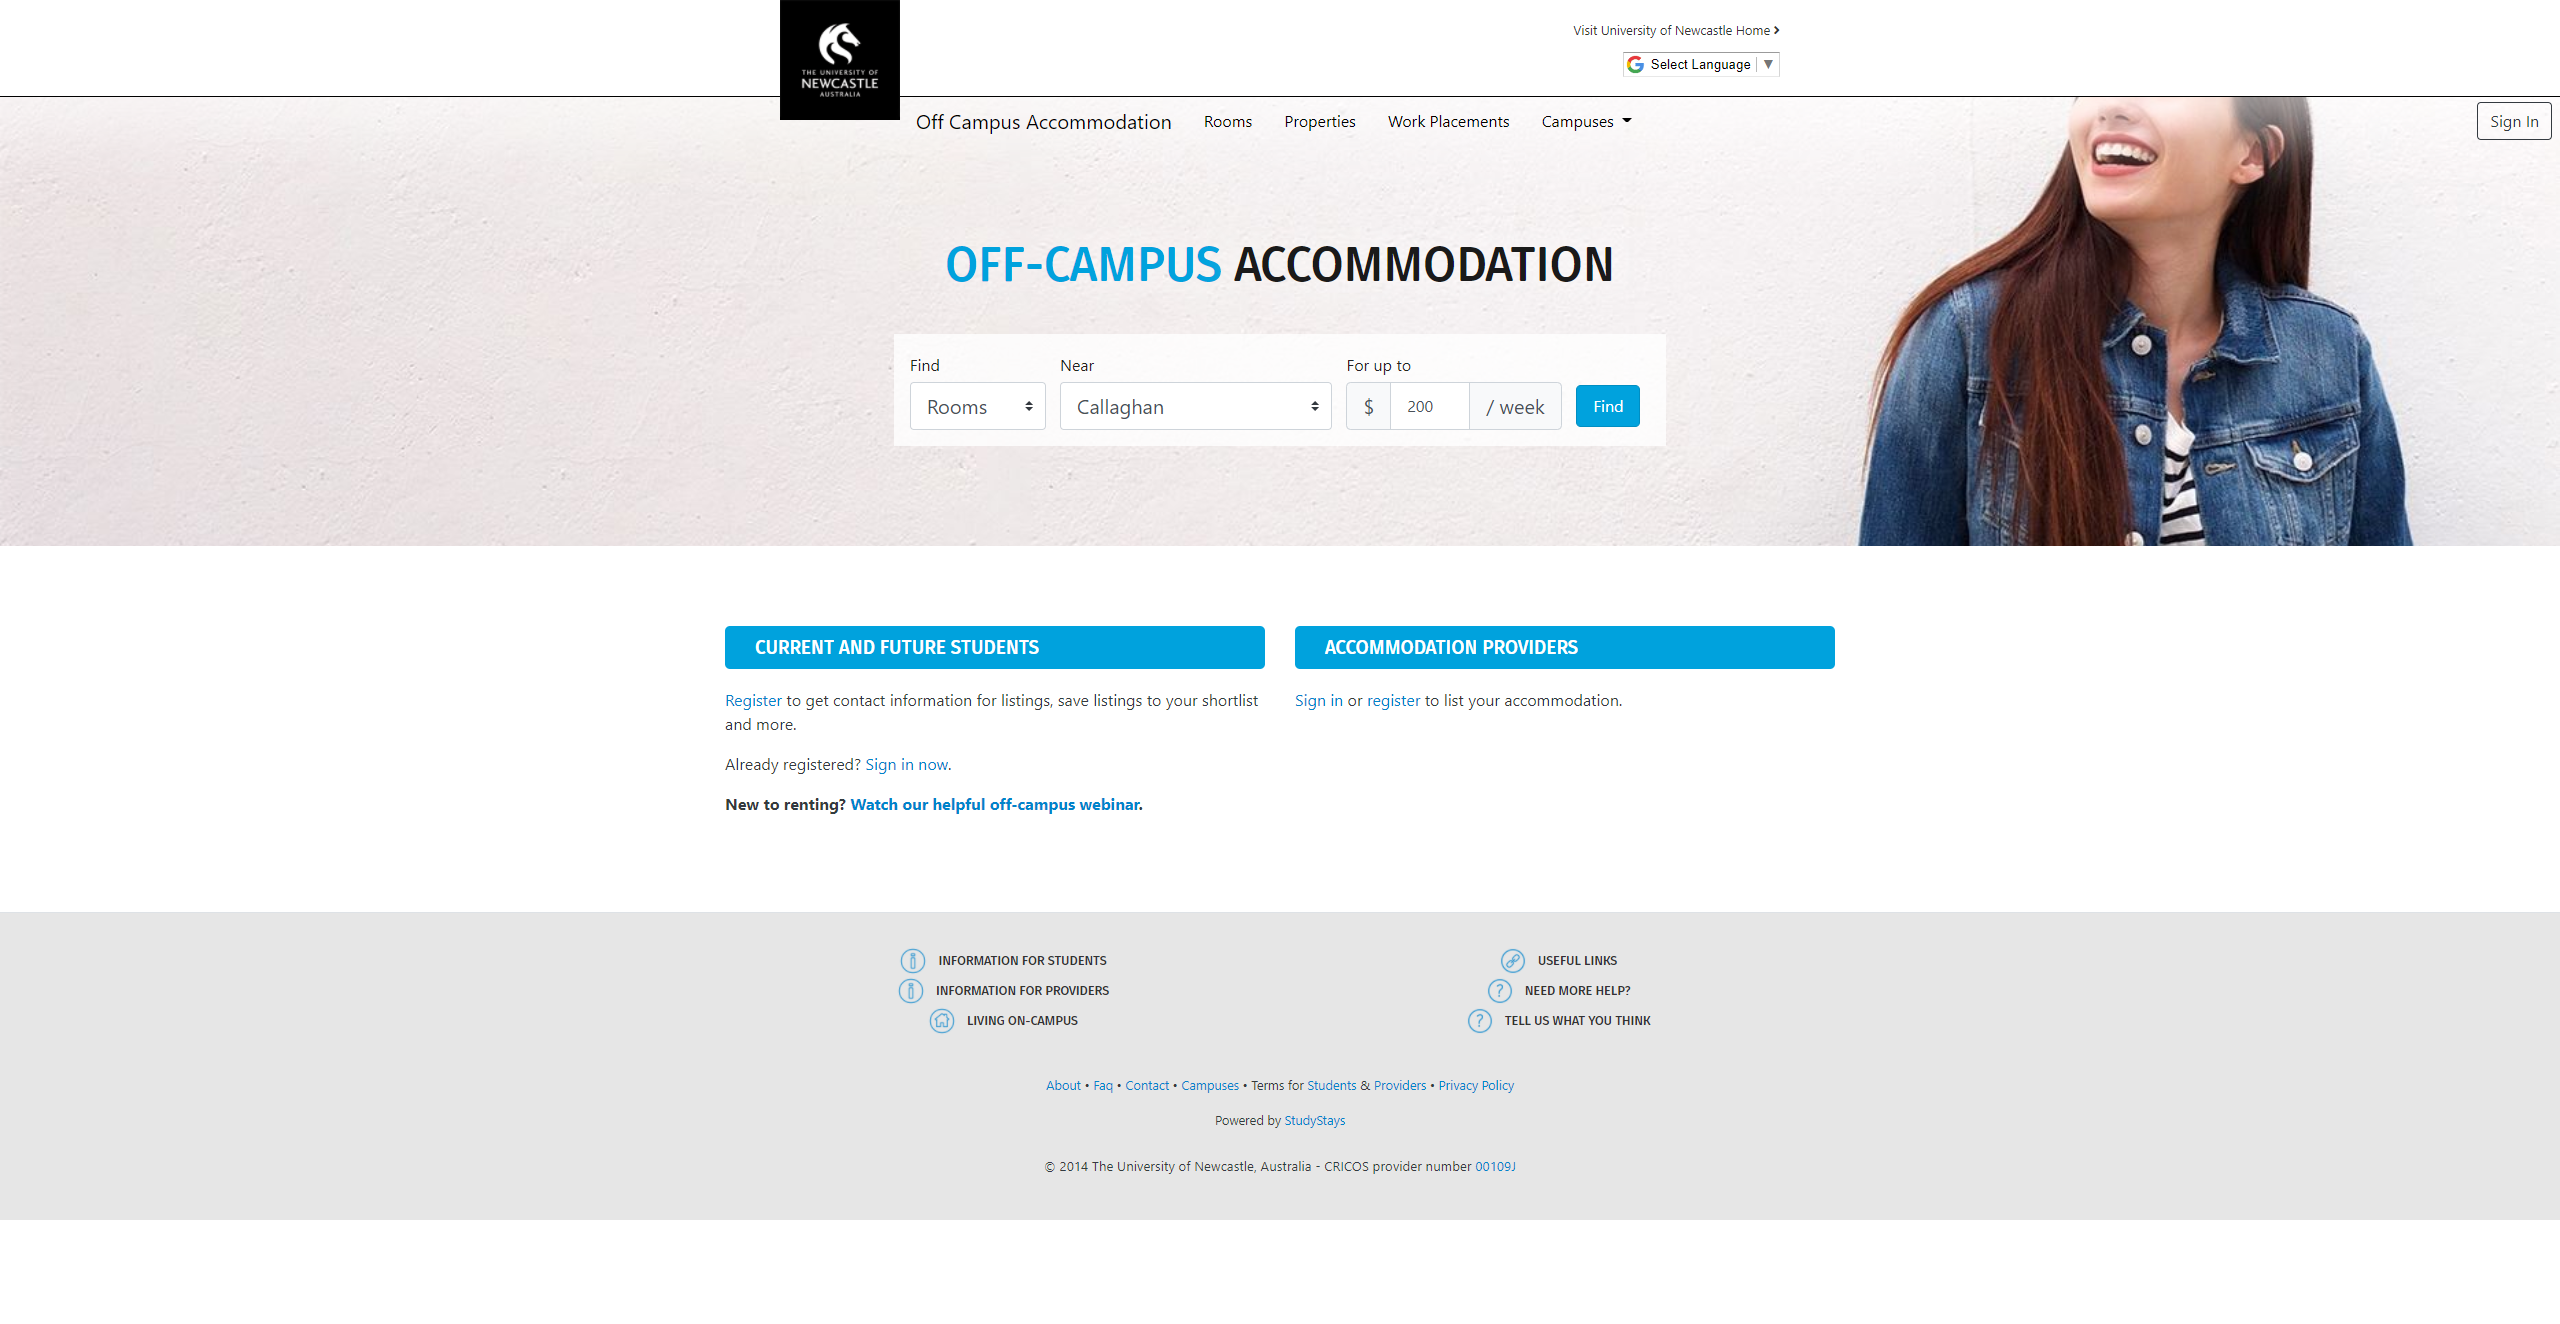 THE UNIVERSITY OF
NEWCASTLE
AUSTRALIA
Visit University of Newcastle Home
Select Language ▼
Off Campus Accommodation Rooms Properties Work Placements Campuses
Sign In
OFF-CAMPUS ACCOMMODATION
Find Near For up to
Rooms Callaghan $ 200 / week Find
CURRENT AND FUTURE STUDENTS
Register to get contact information for listings, save listings to your shortlist
and more.
Already registered? Sign in now.
New to renting? Watch our helpful off-campus webinar.
ACCOMMODATION PROVIDERS
Sign in or register to list your accommodation.
INFORMATION FOR STUDENTS
INFORMATION FOR PROVIDERS
LIVING ON-CAMPUS
USEFUL LINKS
NEED MORE HELP?
TELL US WHAT YOU THINK
About • Faq • Contact • Campuses • Terms for Students & Providers • Privacy Policy
Powered by StudyStays
© 2014 The University of Newcastle, Australia - CRICOS provider number 00109J